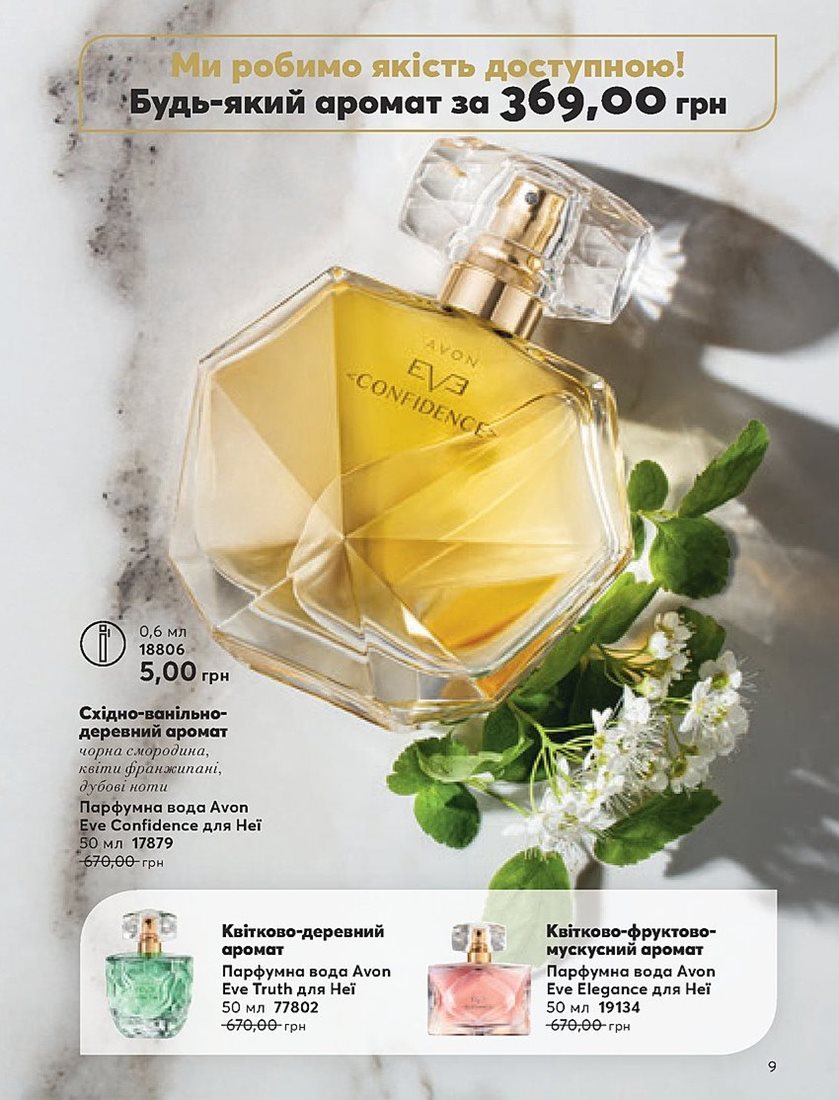 Ми робимо якість доступною!
Будь-який аромат за 369,00 грн
AVON
EVE
<CONFIDENCE>
0,6 мл
18806
5,00 грн
Східно-ванільно-
деревний аромат
чорна смородина,
квіти франжипані,
дубові ноти
Парфумна вода Avon
Eve Confidence для Неї
50 мл 17879
670,00 грн
Квітково-деревний
аромат
Парфумна вода Avon
Eve Truth для Неї
50 мл 77802
670,00 грн
Квітково-фруктово-
мускусний аромат
Парфумна вода Avon
Eve Elegance для Неї
50 мл 19134
670,00 грн
9